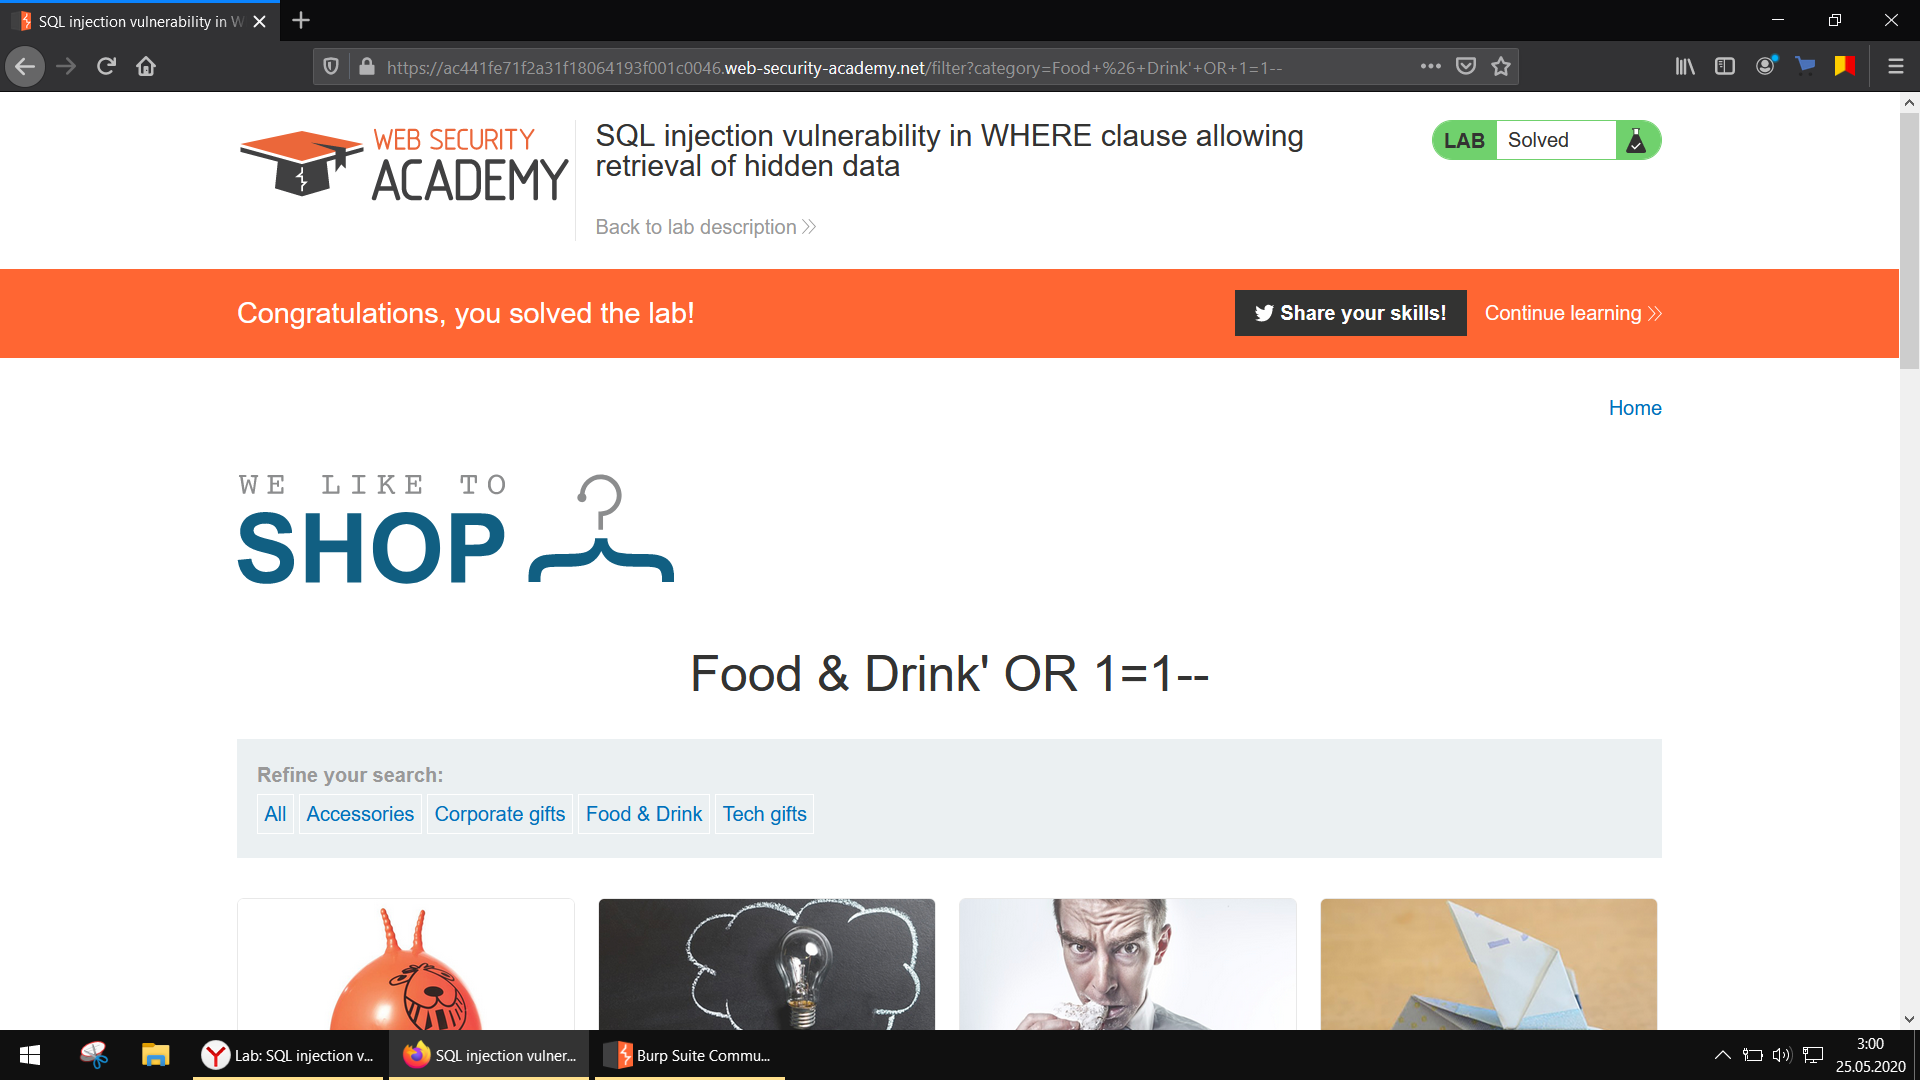 SQL injection vulnerability in W
https://ac441fe71f2a31f18064193f001c0046.web-security-academy.net/filter?category=Food+%26+Drink'+OR+1=1--
WEB SECURITY
ACADEMY
SQL injection vulnerability in WHERE clause allowing
retrieval of hidden data
Back to lab description
LAB Solved
Congratulations, you solved the lab!
Share your skills!
Continue learning
Home
WE LIKE TO
SHOP
Food & Drink' OR 1=1--
Refine your search:
All Accessories Corporate gifts Food & Drink Tech gifts
Lab: SQL injection v...
SQL injection vulner...
Burp Suite Commu...
3:00
25.05.2020